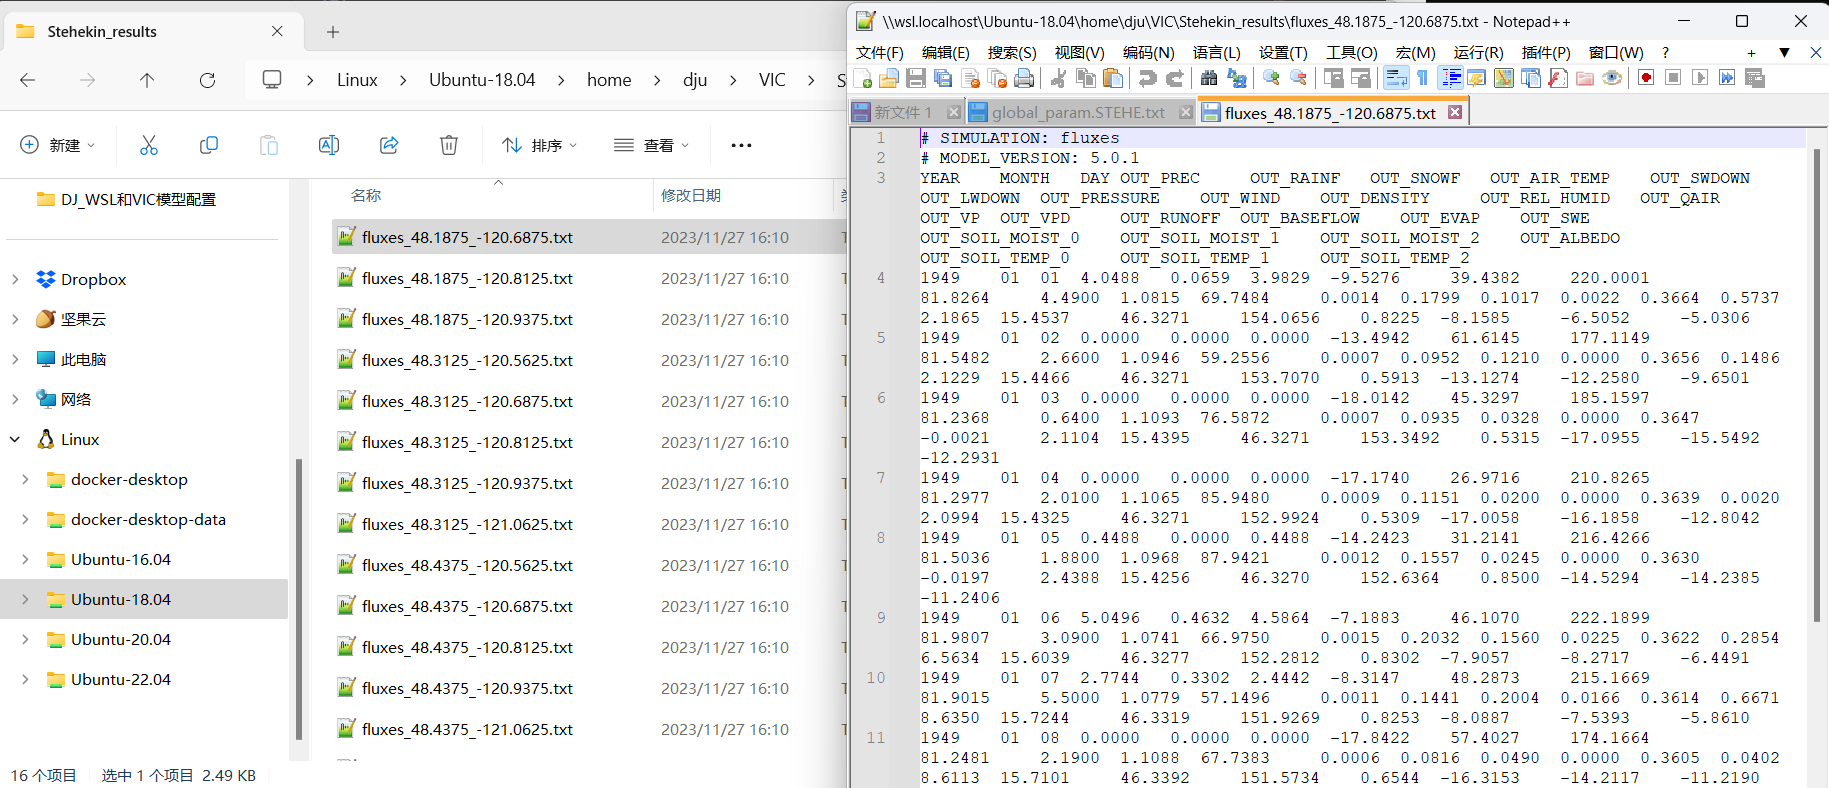 Stehekin_results
Linux
Ubuntu-18.04
home
dju
VIC
S
新建
排序
查看
DJ_WSL和VIC模型配置
Dropbox
坚果云
此电脑
网络
Linux
docker-desktop
docker-desktop-data
Ubuntu-16.04
Ubuntu-18.04
Ubuntu-20.04
Ubuntu-22.04
名称 修改日期
fluxes_48.1875_-120.6875.txt 2023/11/27 16:10
fluxes_48.1875_-120.8125.txt 2023/11/27 16:10
fluxes_48.1875_-120.9375.txt 2023/11/27 16:10
fluxes_48.3125_-120.5625.txt 2023/11/27 16:10
fluxes_48.3125_-120.6875.txt 2023/11/27 16:10
fluxes_48.3125_-120.8125.txt 2023/11/27 16:10
fluxes_48.3125_-120.9375.txt 2023/11/27 16:10
fluxes_48.3125_-121.0625.txt 2023/11/27 16:10
fluxes_48.4375_-120.5625.txt 2023/11/27 16:10
fluxes_48.4375_-120.6875.txt 2023/11/27 16:10
fluxes_48.4375_-120.8125.txt 2023/11/27 16:10
fluxes_48.4375_-120.9375.txt 2023/11/27 16:10
fluxes_48.4375_-121.0625.txt 2023/11/27 16:10
16 个项目 选中 1 个项目 2.49 KB
\\wsl.localhost\Ubuntu-18.04\home\dju\VIC\Stehekin_results\fluxes_48.1875_-120.6875.txt - Notepad++
文件(F) 编辑(E) 搜索(S) 视图(V) 编码(N) 语言(L) 设置(T) 工具(O) 宏(M) 运行(R) 插件(P) 窗口(W) ? + ▼ X
新文件 1 global_param.STEHE.txt fluxes_48.1875_-120.6875.txt
1 # SIMULATION: fluxes
2 # MODEL_VERSION: 5.0.1
3 YEAR MONTH DAY OUT_PREC OUT_RAINF OUT_SNOWF OUT_AIR_TEMP OUT_SWDOWN
OUT_LWDOWN OUT_PRESSURE OUT_WIND OUT_DENSITY OUT_REL_HUMID OUT_QAIR
OUT_VP OUT_VPD OUT_RUNOFF OUT_BASEFLOW OUT_EVAP OUT_SWE
OUT_SOIL_MOIST_0 OUT_SOIL_MOIST_1 OUT_SOIL_MOIST_2 OUT_ALBEDO
OUT_SOIL_TEMP_0 OUT_SOIL_TEMP_1 OUT_SOIL_TEMP_2
4 1949 01 01 4.0488 0.0659 3.9829 -9.5276 39.4382 220.0001
81.8264 4.4900 1.0815 69.7484 0.0014 0.1799 0.1017 0.0022 0.3664 0.5737
2.1865 15.4537 46.3271 154.0656 0.8225 -8.1585 -6.5052 -5.0306
5 1949 01 02 0.0000 0.0000 0.0000 -13.4942 61.6145 177.1149
81.5482 2.6600 1.0946 59.2556 0.0007 0.0952 0.1210 0.0000 0.3656 0.1486
2.1229 15.4466 46.3271 153.7070 0.5913 -13.1274 -12.2580 -9.6501
6 1949 01 03 0.0000 0.0000 0.0000 -18.0142 45.3297 185.1597
81.2368 0.6400 1.1093 76.5872 0.0007 0.0935 0.0328 0.0000 0.3647
-0.0021 2.1104 15.4395 46.3271 153.3492 0.5315 -17.0955 -15.5492
-12.2931
7 1949 01 04 0.0000 0.0000 0.0000 -17.1740 26.9716 210.8265
81.2977 2.0100 1.1065 85.9480 0.0009 0.1151 0.0200 0.0000 0.3639 0.0020
2.0994 15.4325 46.3271 152.9924 0.5309 -17.0058 -16.1858 -12.8042
8 1949 01 05 0.4488 0.0000 0.4488 -14.2423 31.2141 216.4266
81.5036 1.8800 1.0968 87.9421 0.0012 0.1557 0.0245 0.0000 0.3630
-0.0197 2.4388 15.4256 46.3270 152.6364 0.8500 -14.5294 -14.2385
-11.2406
9 1949 01 06 5.0496 0.4632 4.5864 -7.1883 46.1070 222.1899
81.9807 3.0900 1.0741 66.9750 0.0015 0.2032 0.1560 0.0225 0.3622 0.2854
6.5634 15.6039 46.3277 152.2812 0.8302 -7.9057 -8.2717 -6.4491
10 1949 01 07 2.7744 0.3302 2.4442 -8.3147 48.2873 215.1669
81.9015 5.5000 1.0779 57.1496 0.0011 0.1441 0.2004 0.0166 0.3614 0.6671
8.6350 15.7244 46.3319 151.9269 0.8253 -8.0887 -7.5393 -5.8610
11 1949 01 08 0.0000 0.0000 0.0000 -17.8422 57.4027 174.1664
81.2481 2.1900 1.1088 67.7383 0.0006 0.0816 0.0490 0.0000 0.3605 0.0402
8.6113 15.7101 46.3392 151.5734 0.6544 -16.3153 -14.2117 -11.2190